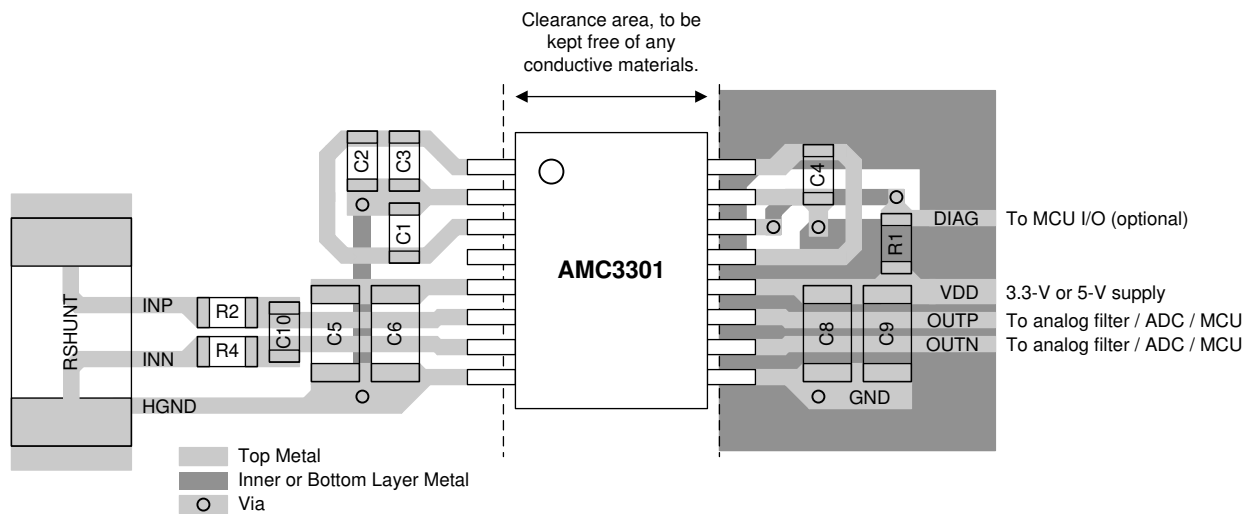 Clearance area, to be
kept free of any
conductive materials.
C2
C3
C1
C4
R1
AMC3301
DIAG
To MCU I/O (optional)
VDD
3.3-V or 5-V supply
OUTP
To analog filter / ADC / MCU
OUTN
To analog filter / ADC / MCU
GND
C8
C9
RSHUNT
INP
R2
INN
R4
C10
C5
C6
HGND
Top Metal
Inner or Bottom Layer Metal
Via